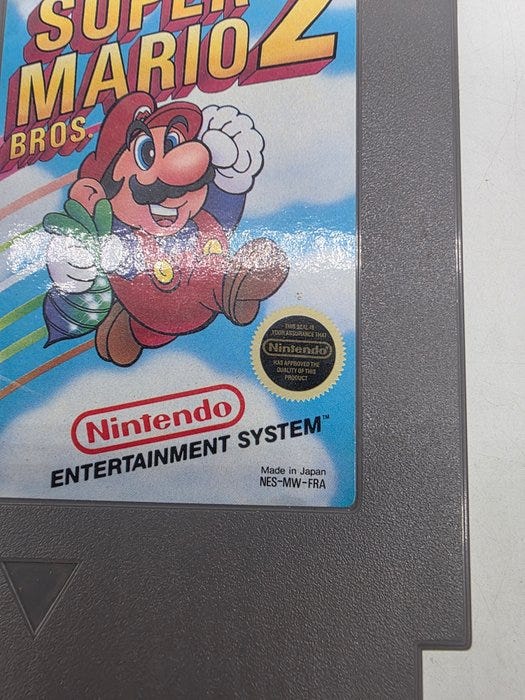 SUPER
MARIO 2
BROS.
THIS SEAL IS
YOUR ASSURANCE THAT
Nintendo
HAS APPROVED THE
QUALITY OF THIS
PRODUCT
Nintendo
ENTERTAINMENT SYSTEM™
Made in Japan
NES-MW-FRA